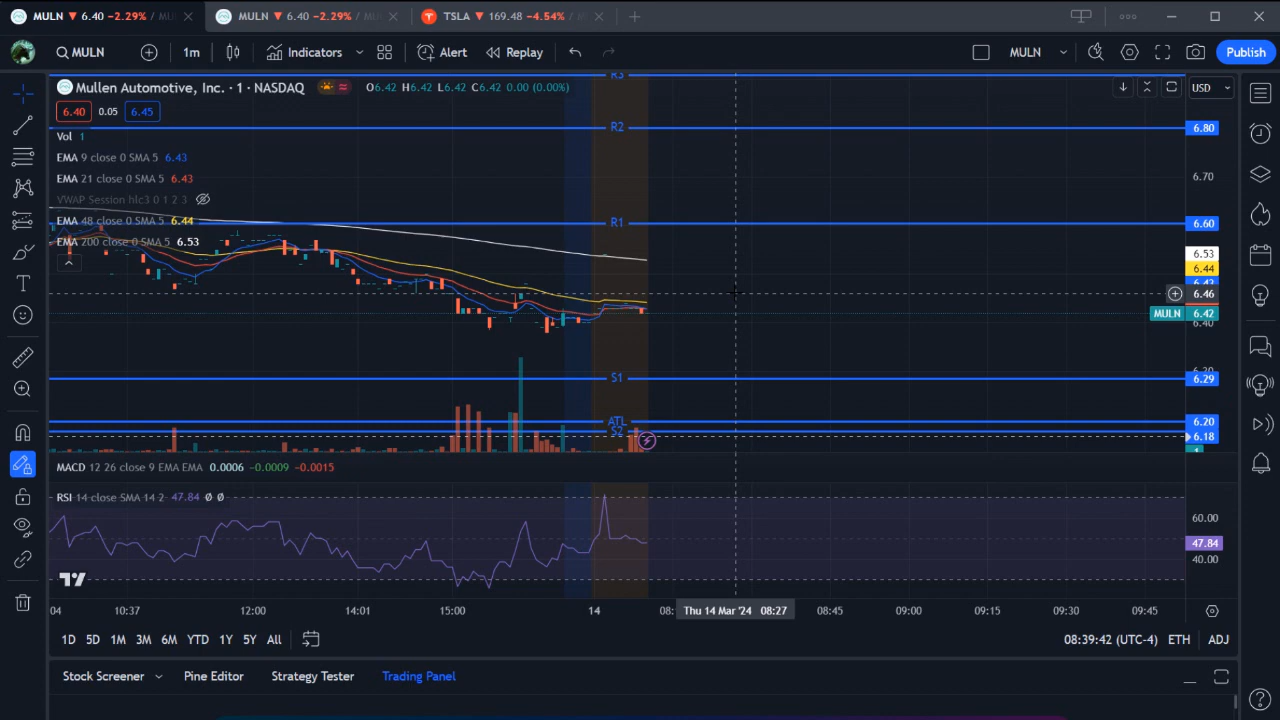 MULN ▼ 6.40 −2.29% / MUL
MULN ▼ 6.40 −2.29% / MUL
TSLA ▼ 169.48 −4.54% /
MULN
1m
Indicators
Alert
Replay
MULN
Publish
Mullen Automotive, Inc. · 1 · NASDAQ
O6.42 H6.42 L6.42 C6.42 0.00 (0.00%)
USD
6.40 0.05 6.45
Vol 1
EMA 9 close 0 SMA 5 6.43
EMA 21 close 0 SMA 5 6.43
VWAP Session hlc3 0 1 2 3
EMA 48 close 0 SMA 5 6.44
EMA 200 close 0 SMA 5 6.53
R3
R2
R1
S1
ATL
S2
6.80
6.70
6.60
6.53
6.44
6.46
MULN 6.42
6.40
6.29
6.20
6.18
1
MACD 12 26 close 9 EMA EMA 0.0006 −0.0009 −0.0015
RSI 14 close SMA 14 2 47.84 Ø Ø
60.00
47.84
40.00
04 10:37 12:00 14:01 15:00 14 08: Thu 14 Mar '24 08:27 08:45 09:00 09:15 09:30 09:45
1D 5D 1M 3M 6M YTD 1Y 5Y All
08:39:42 (UTC-4) ETH ADJ
Stock Screener Pine Editor Strategy Tester Trading Panel